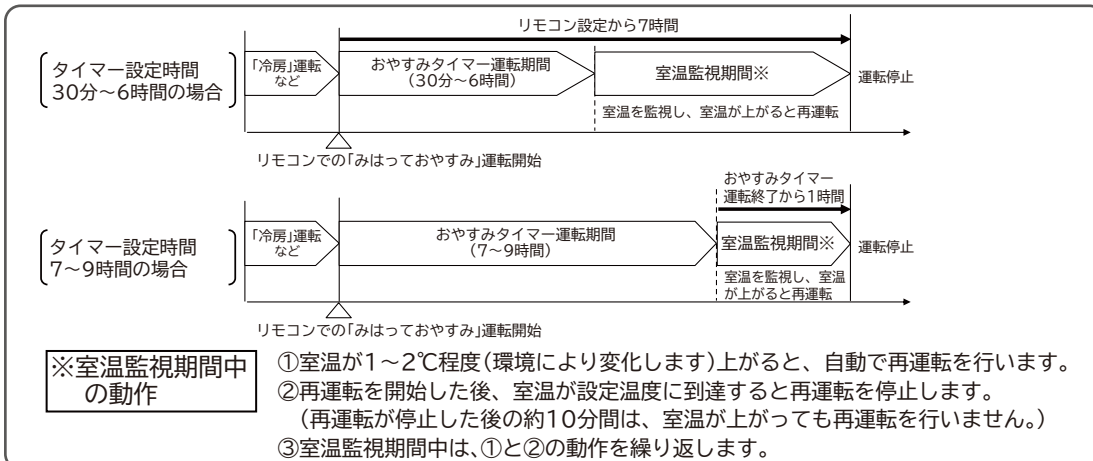 リモコン設定から7時間
タイマー設定時間
30分～6時間の場合
「冷房」運転
など
おやすみタイマー運転期間
(30分～6時間)
室温監視期間※
運転停止
室温を監視し、室温が上がると再運転
リモコンでの「みはっておやすみ」運転開始
おやすみタイマー
運転終了から1時間
タイマー設定時間
7～9時間の場合
「冷房」運転
など
おやすみタイマー運転期間
(7～9時間)
室温監視期間※
運転停止
室温を監視し、室温
が上がると再運転
リモコンでの「みはっておやすみ」運転開始
※室温監視期間中
の動作
①室温が1～2℃程度(環境により変化します)上がると、自動で再運転を行います。
②再運転を開始した後、室温が設定温度に到達すると再運転を停止します。
(再運転が停止した後の約10分間は、室温が上がっても再運転を行いません。)
③室温監視期間中は、①と②の動作を繰り返します。